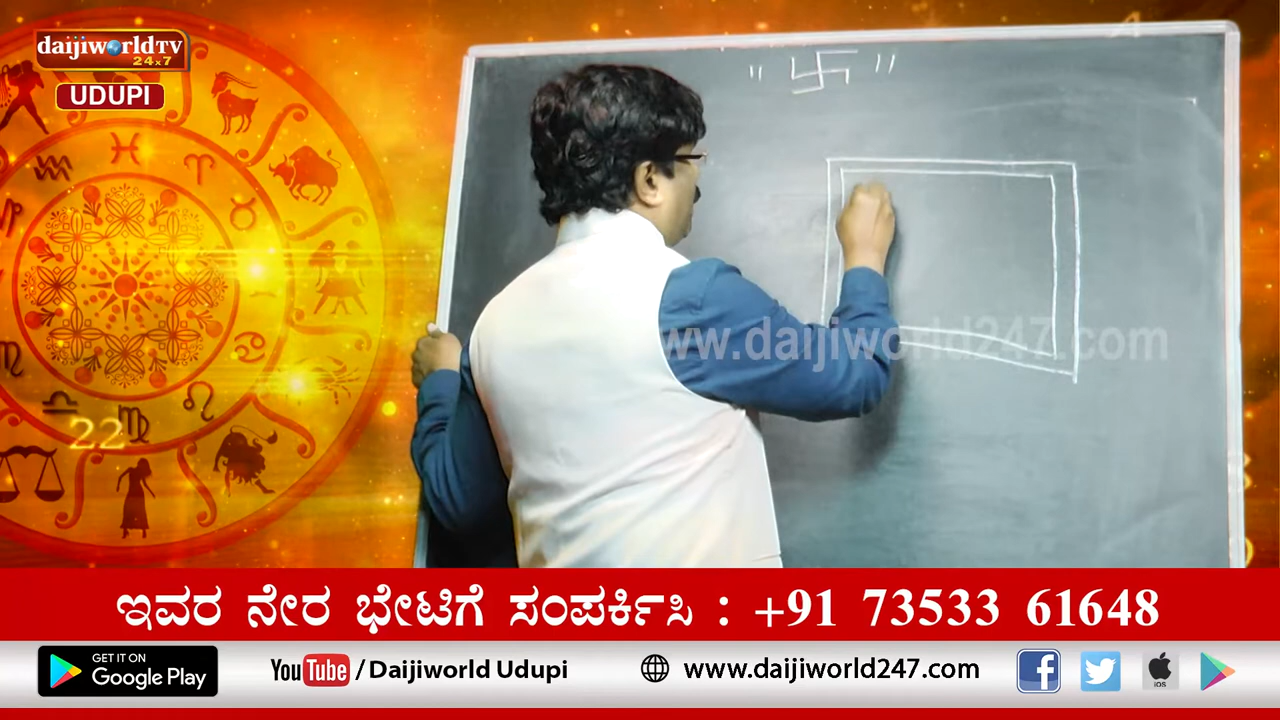 daijiworldTV
24x7
UDUPI
" 卐 "
22
www.daijiworld247.com
ಇವರ ನೇರ ಭೇಟಿಗೆ ಸಂಪರ್ಕಿಸಿ : +91 73533 61648
GET IT ON
Google Play
YouTube / Daijiworld Udupi
www.daijiworld247.com
iOS